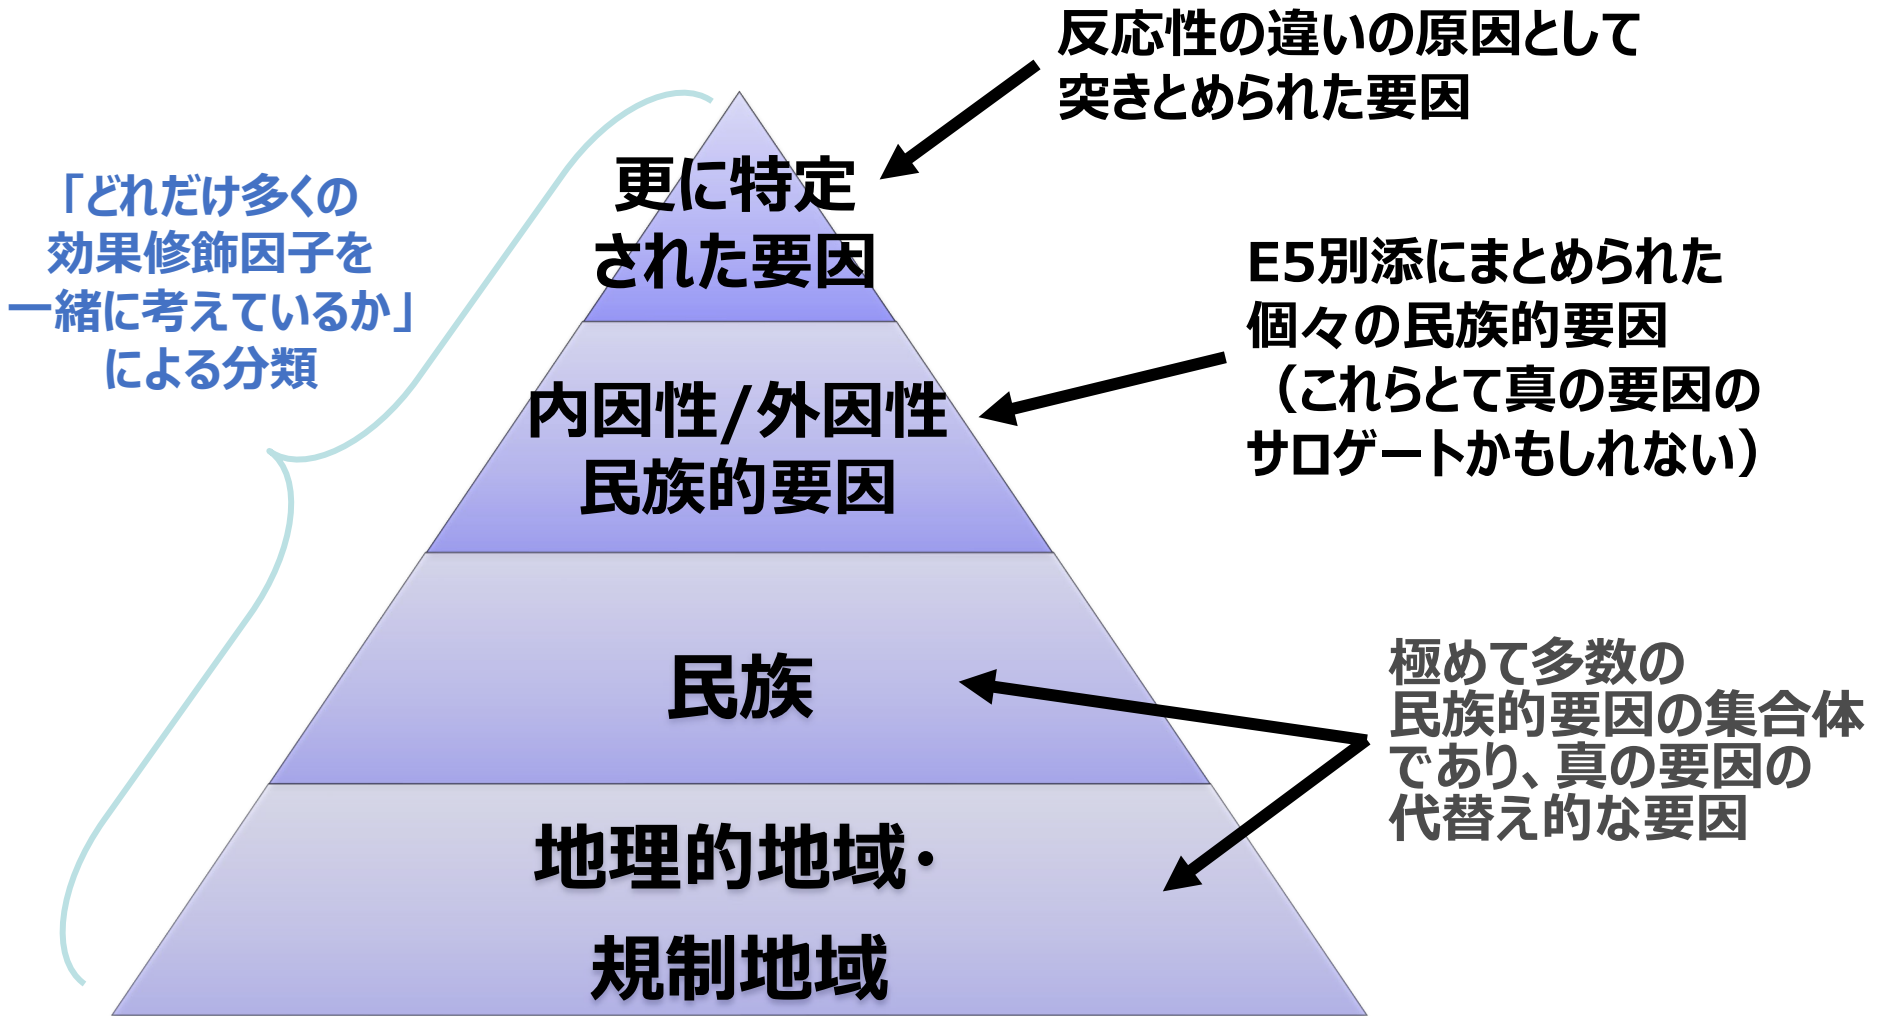 反応性の違いの原因として
突きとめられた要因
「どれだけ多くの
効果修飾因子を
一緒に考えているか」
による分類
更に特定
された要因
E5別添にまとめられた
個々の民族的要因
（これらとて真の要因の
サロゲートかもしれない）
内因性/外因性
民族的要因
民族
極めて多数の
民族的要因の集合体
であり、真の要因の
代替え的な要因
地理的地域・
規制地域